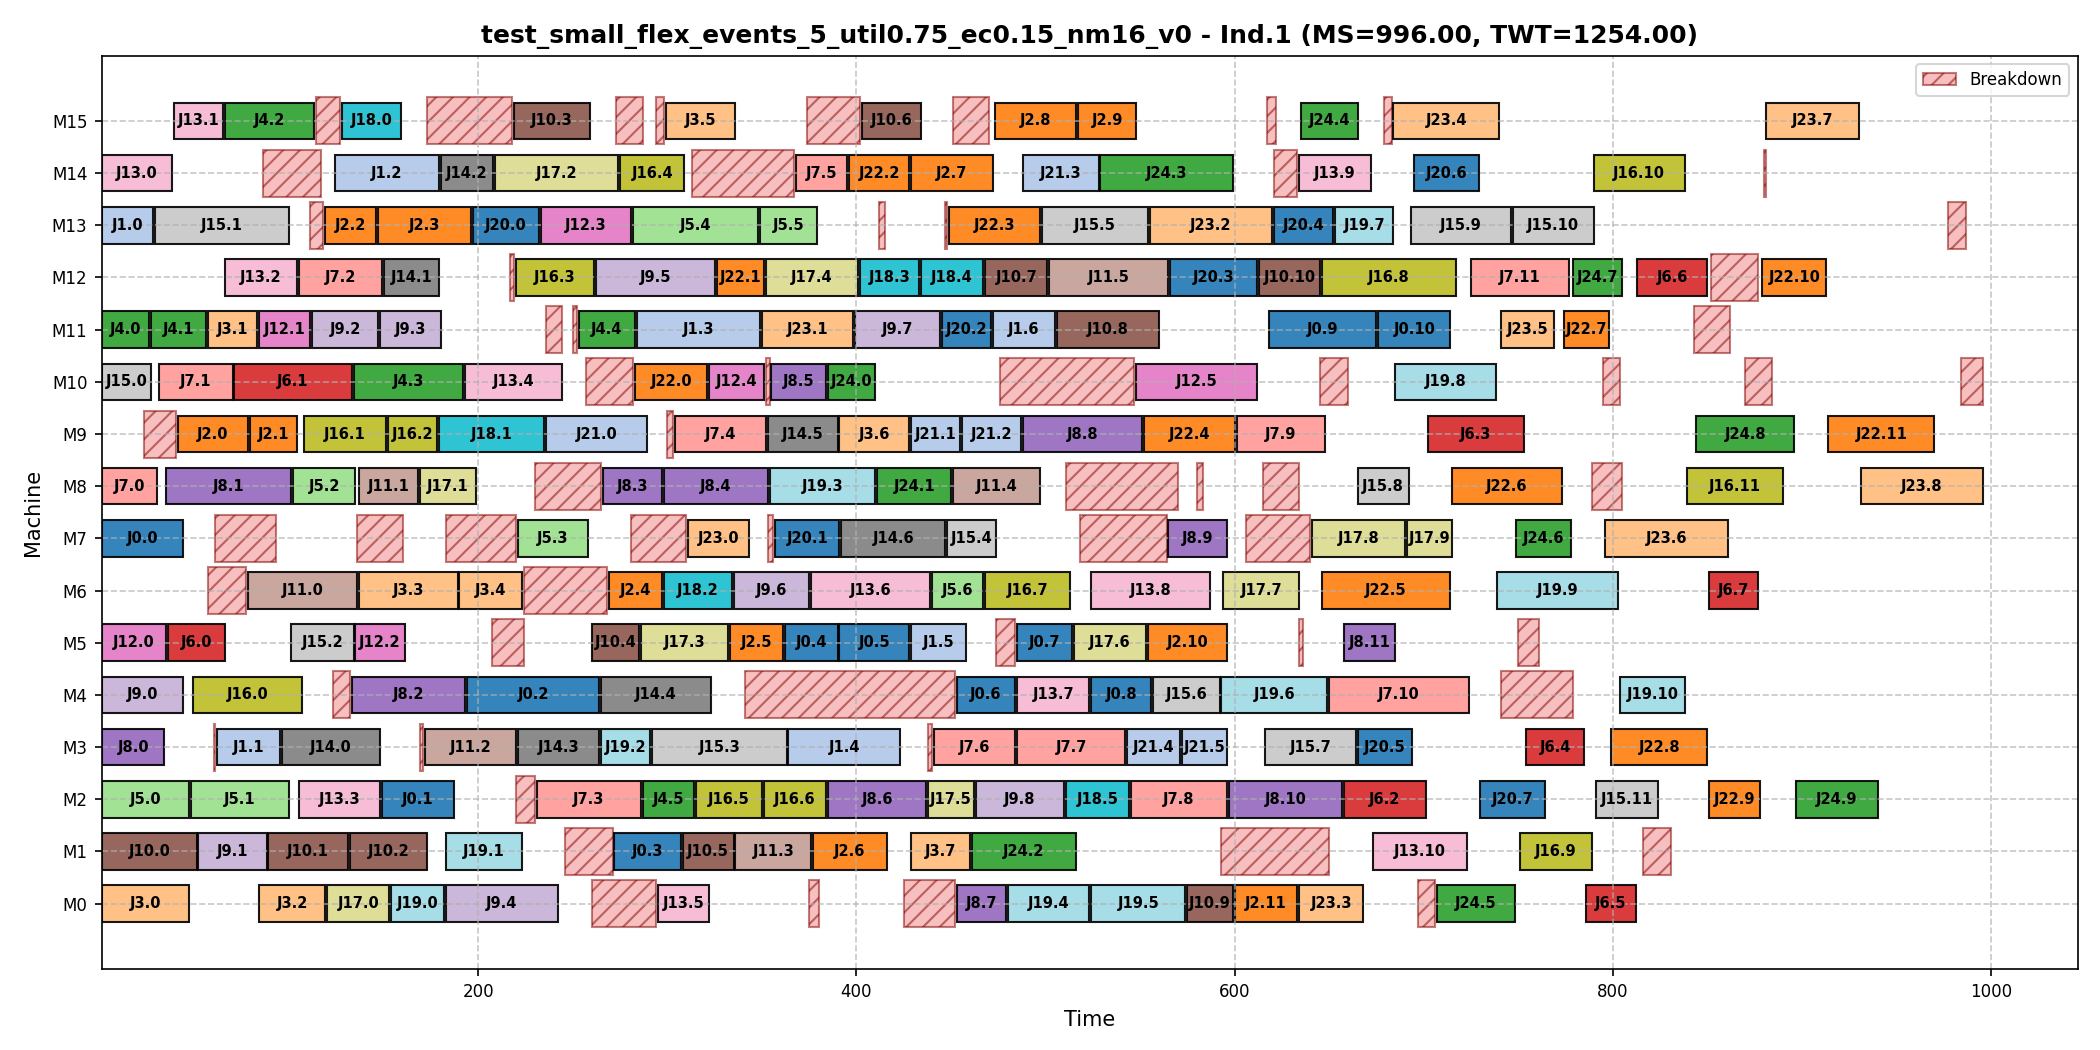 test_small_flex_events_5_util0.75_ec0.15_nm16_v0 - Ind.1 (MS=996.00, TWT=1254.00)
Breakdown
M15 J13.1 J4.2 J18.0 J10.3 J3.5 J10.6 J2.8 J2.9 J24.4 J23.4 J23.7
M14 J13.0 J1.2 J14.2 J17.2 J16.4 J7.5 J22.2 J2.7 J21.3 J24.3 J13.9 J20.6 J16.10
M13 J1.0 J15.1 J2.2 J2.3 J20.0 J12.3 J5.4 J5.5 J22.3 J15.5 J23.2 J20.4 J19.7 J15.9 J15.10
M12 J13.2 J7.2 J14.1 J16.3 J9.5 J22.1 J17.4 J18.3 J18.4 J10.7 J11.5 J20.3 J10.10 J16.8 J7.11 J24.7 J6.6 J22.10
M11 J4.0 J4.1 J3.1 J12.1 J9.2 J9.3 J4.4 J1.3 J23.1 J9.7 J20.2 J1.6 J10.8 J0.9 J0.10 J23.5 J22.7
M10 J15.0 J7.1 J6.1 J4.3 J13.4 J22.0 J12.4 J8.5 J24.0 J12.5 J19.8
M9 J2.0 J2.1 J16.1 J16.2 J18.1 J21.0 J7.4 J14.5 J3.6 J21.1 J21.2 J8.8 J22.4 J7.9 J6.3 J24.8 J22.11
M8 J7.0 J8.1 J5.2 J11.1 J17.1 J8.3 J8.4 J19.3 J24.1 J11.4 J15.8 J22.6 J16.11 J23.8
M7 J0.0 J5.3 J23.0 J20.1 J14.6 J15.4 J8.9 J17.8 J17.9 J24.6 J23.6
M6 J11.0 J3.3 J3.4 J2.4 J18.2 J9.6 J13.6 J5.6 J16.7 J13.8 J17.7 J22.5 J19.9 J6.7
M5 J12.0 J6.0 J15.2 J12.2 J10.4 J17.3 J2.5 J0.4 J0.5 J1.5 J0.7 J17.6 J2.10 J8.11
M4 J9.0 J16.0 J8.2 J0.2 J14.4 J0.6 J13.7 J0.8 J15.6 J19.6 J7.10 J19.10
M3 J8.0 J1.1 J14.0 J11.2 J14.3 J19.2 J15.3 J1.4 J7.6 J7.7 J21.4 J21.5 J15.7 J20.5 J6.4 J22.8
M2 J5.0 J5.1 J13.3 J0.1 J7.3 J4.5 J16.5 J16.6 J8.6 J17.5 J9.8 J18.5 J7.8 J8.10 J6.2 J20.7 J15.11 J22.9 J24.9
M1 J10.0 J9.1 J10.1 J10.2 J19.1 J0.3 J10.5 J11.3 J2.6 J3.7 J24.2 J13.10 J16.9
M0 J3.0 J3.2 J17.0 J19.0 J9.4 J13.5 J8.7 J19.4 J19.5 J10.9 J2.11 J23.3 J24.5 J6.5
200 400 600 800 1000
Time
Machine